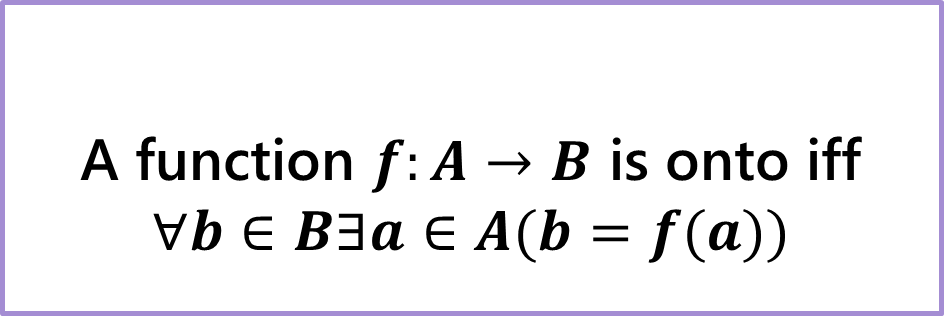 A function f: A → B is onto iff
∀b ∈ B∃a ∈ A(b = f(a))